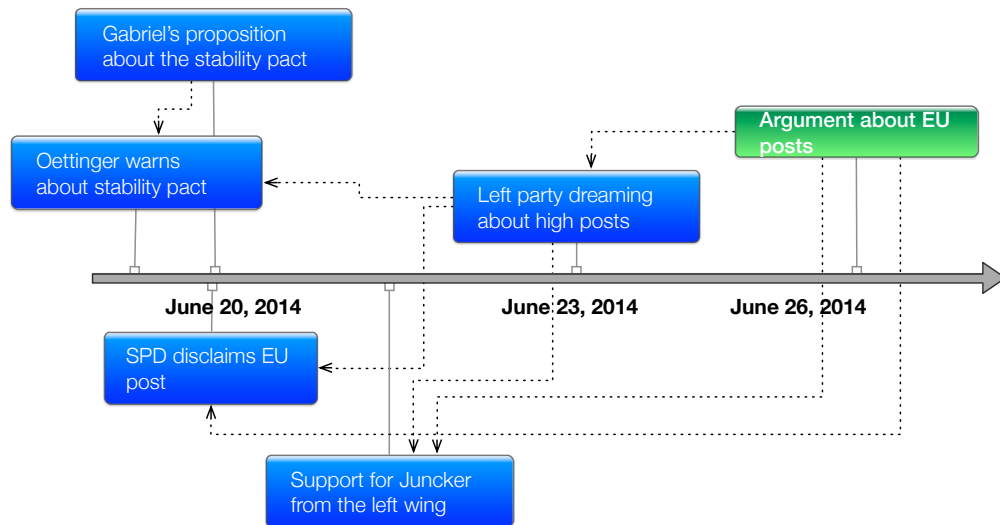 Gabriel's proposition
about the stability pact
Argument about EU
posts
Oettinger warns
about stability pact
Left party dreaming
about high posts
June 20, 2014
June 23, 2014
June 26, 2014
SPD disclaims EU
post
Support for Juncker
from the left wing